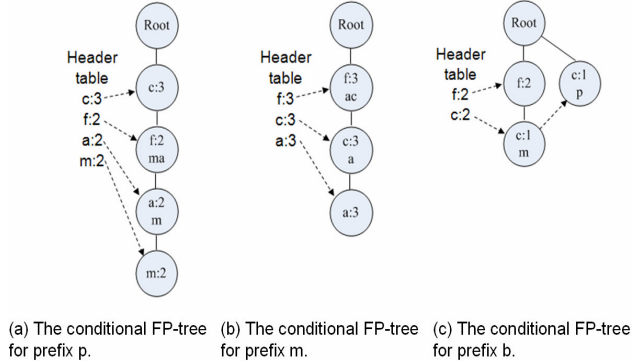 Root
Header
table
c:3
f:2
a:2
m:2
c:3
f:2
ma
a:2
m
m:2
(a) The conditional FP-tree
for prefix p.
Root
Header
table
f:3
c:3
a:3
f:3
ac
c:3
a
a:3
(b) The conditional FP-tree
for prefix m.
Root
Header
table
f:2
c:2
f:2
c:1
p
c:1
m
(c) The conditional FP-tree
for prefix b.